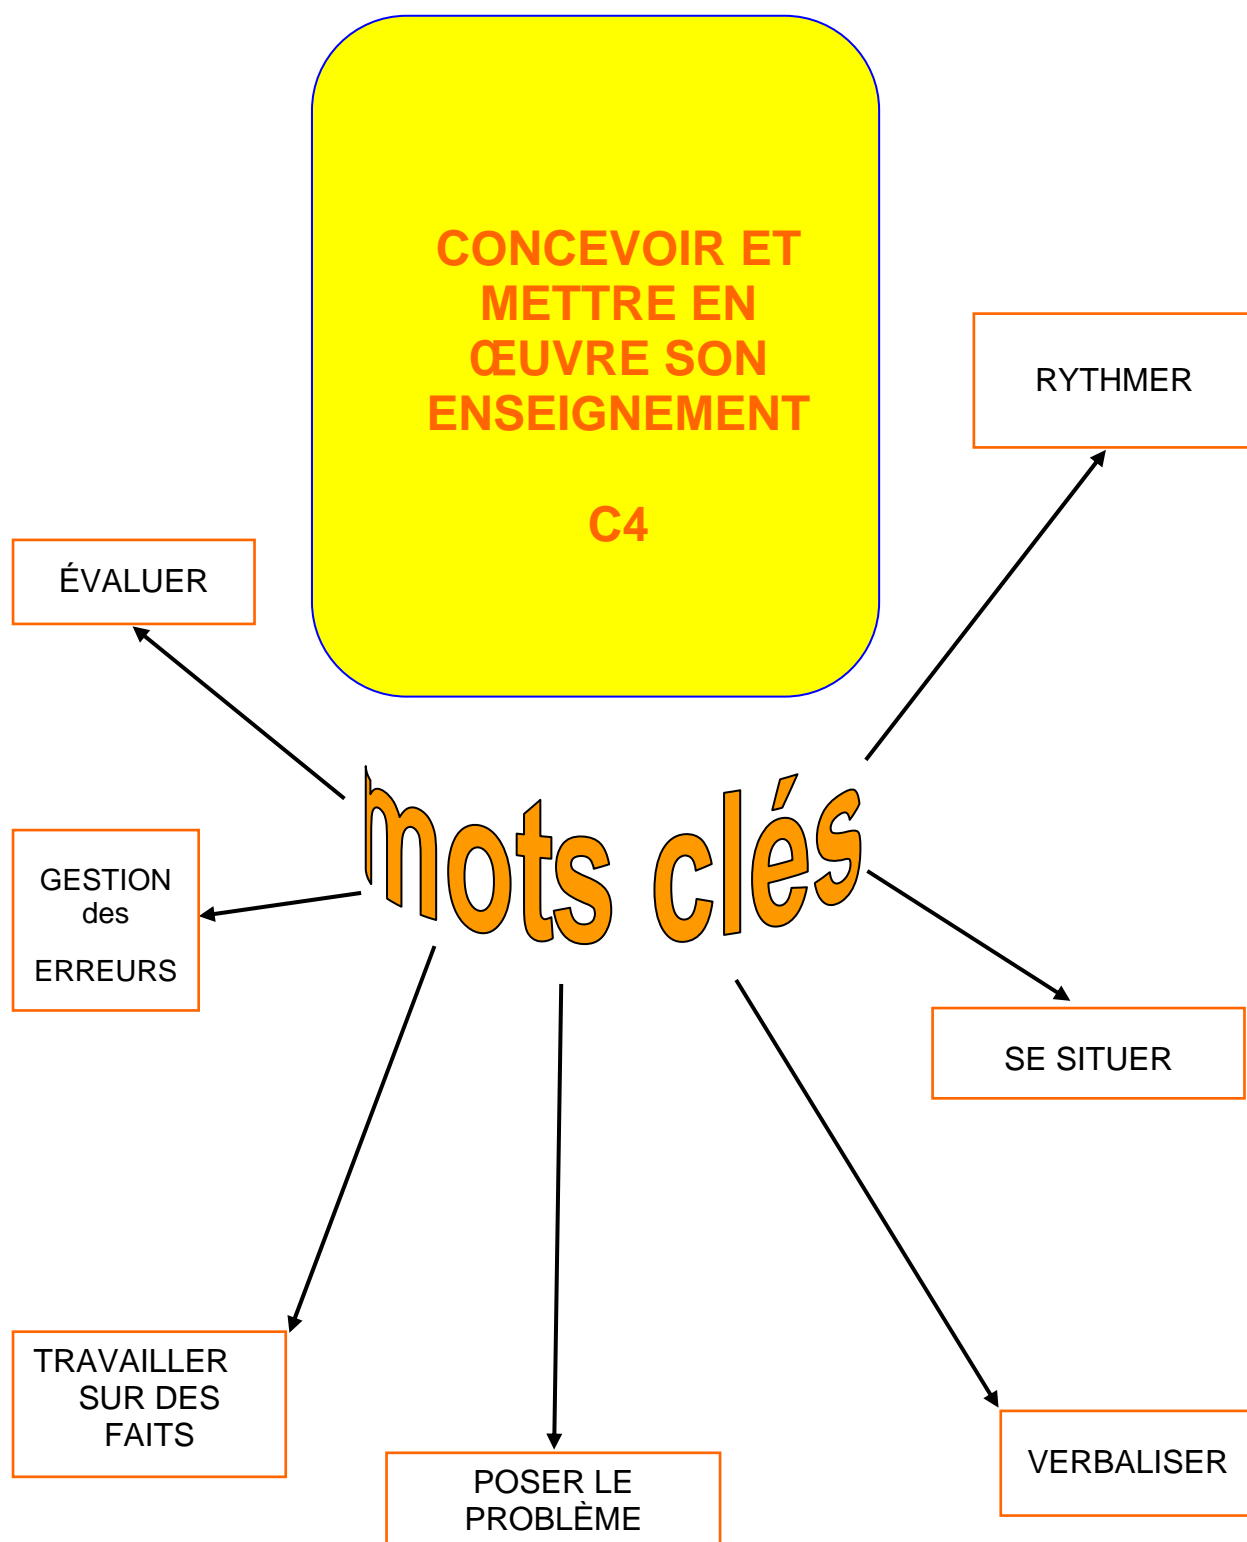 CONCEVOIR ET
METTRE EN
ŒUVRE SON
ENSEIGNEMENT
C4
RYTHMER
ÉVALUER
mots clés
GESTION
des
ERREURS
SE SITUER
TRAVAILLER
SUR DES
FAITS
VERBALISER
POSER LE
PROBLÈME